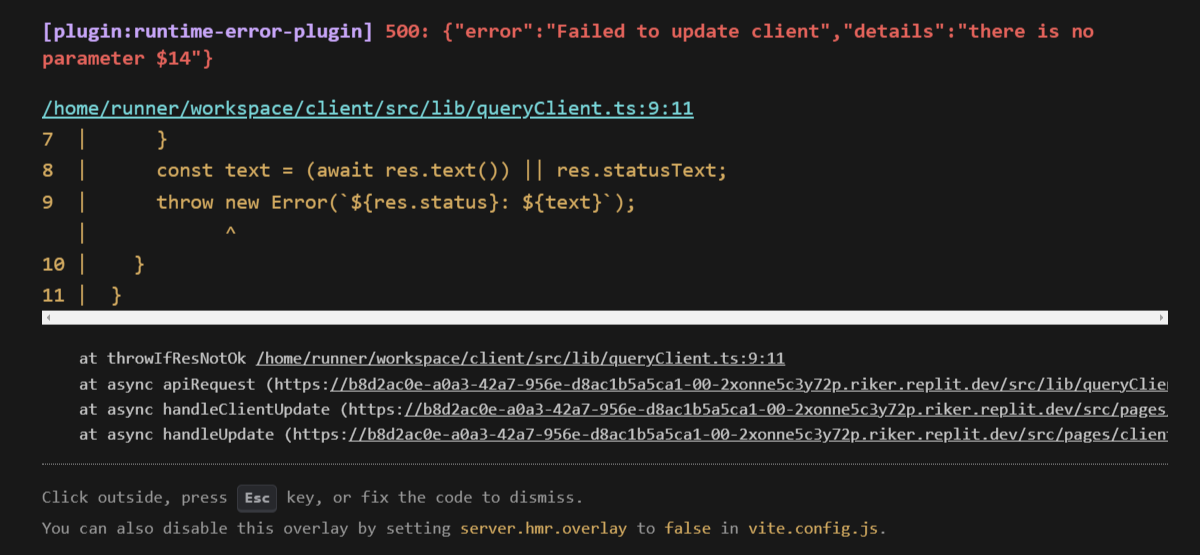 [plugin:runtime-error-plugin] 500: {"error":"Failed to update client","details":"there is no
parameter $14"}
/home/runner/workspace/client/src/lib/queryClient.ts:9:11
7 | }
8 | const text = (await res.text()) || res.statusText;
9 | throw new Error(`${res.status}: ${text}`);
| ^
10 | }
11 | }
at throwIfResNotOk /home/runner/workspace/client/src/lib/queryClient.ts:9:11
at async apiRequest (https://b8d2ac0e-a0a3-42a7-956e-d8ac1b5a5ca1-00-2xonne5c3y72p.riker.replit.dev/src/lib/queryClie
at async handleClientUpdate (https://b8d2ac0e-a0a3-42a7-956e-d8ac1b5a5ca1-00-2xonne5c3y72p.riker.replit.dev/src/pages
at async handleUpdate (https://b8d2ac0e-a0a3-42a7-956e-d8ac1b5a5ca1-00-2xonne5c3y72p.riker.replit.dev/src/pages/clien
Click outside, press Esc key, or fix the code to dismiss.
You can also disable this overlay by setting server.hmr.overlay to false in vite.config.js.